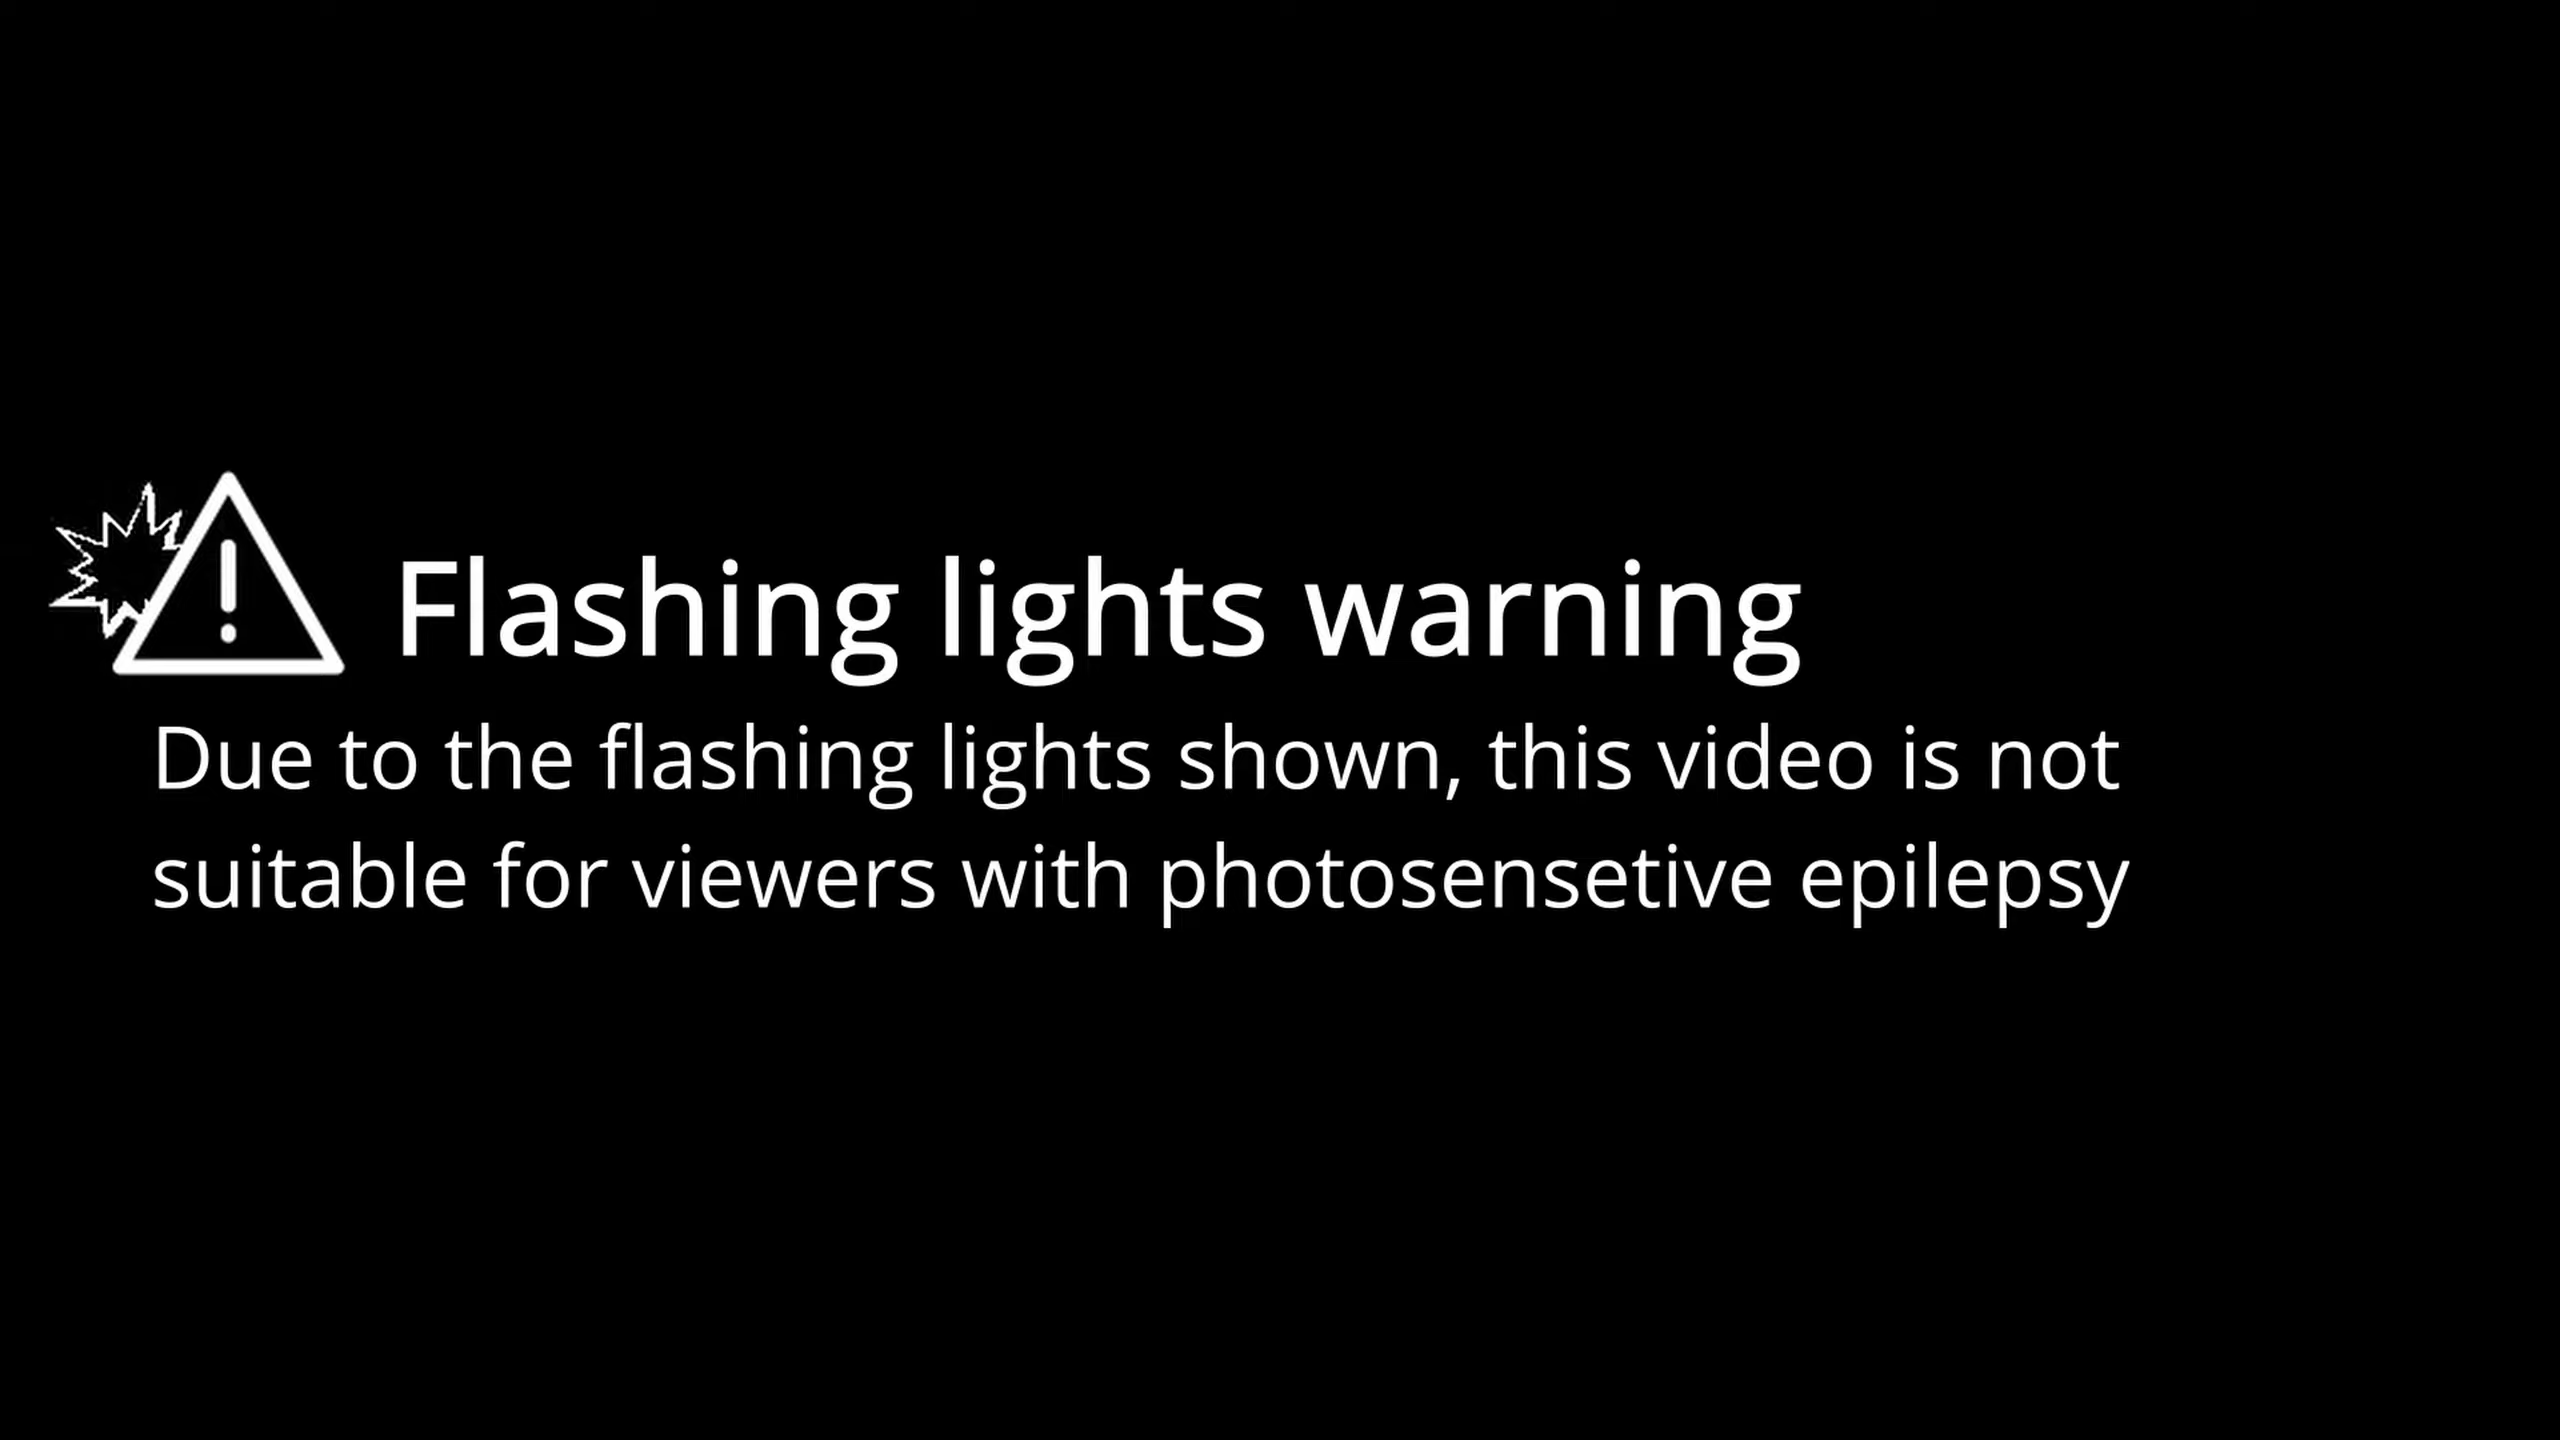 Flashing lights warning
Due to the flashing lights shown, this video is not
suitable for viewers with photosensetive epilepsy